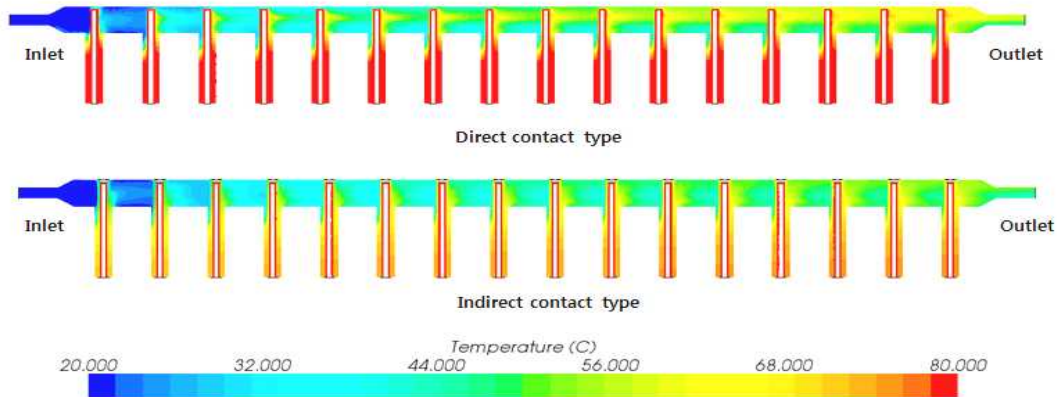 Inlet
Outlet
Direct contact type
Inlet
Outlet
Indirect contact type
Temperature (C)
20.000 32.000 44.000 56.000 68.000 80.000